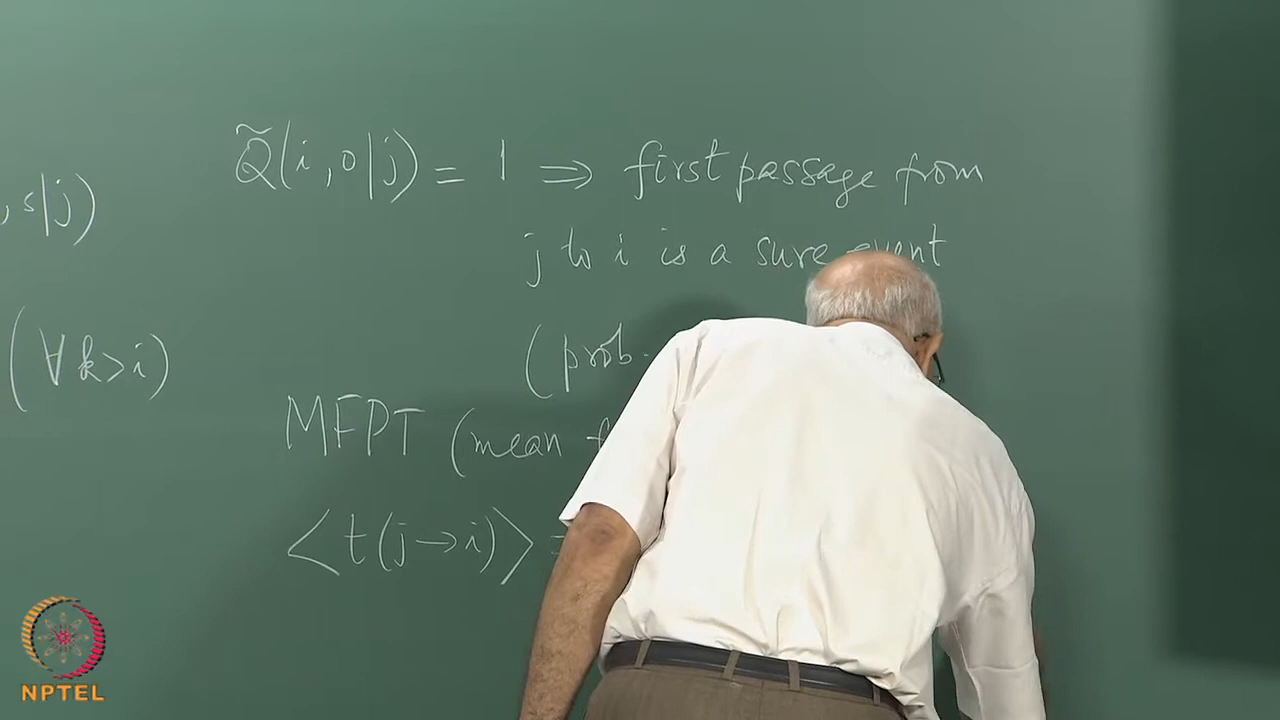 , s|j)
(∀ k > i)
Q̃(i, 0|j) = 1 ⇒ first passage from
j to i is a sure event
(prob.
MFPT (mean
⟨t(j→i)⟩ =
NPTEL